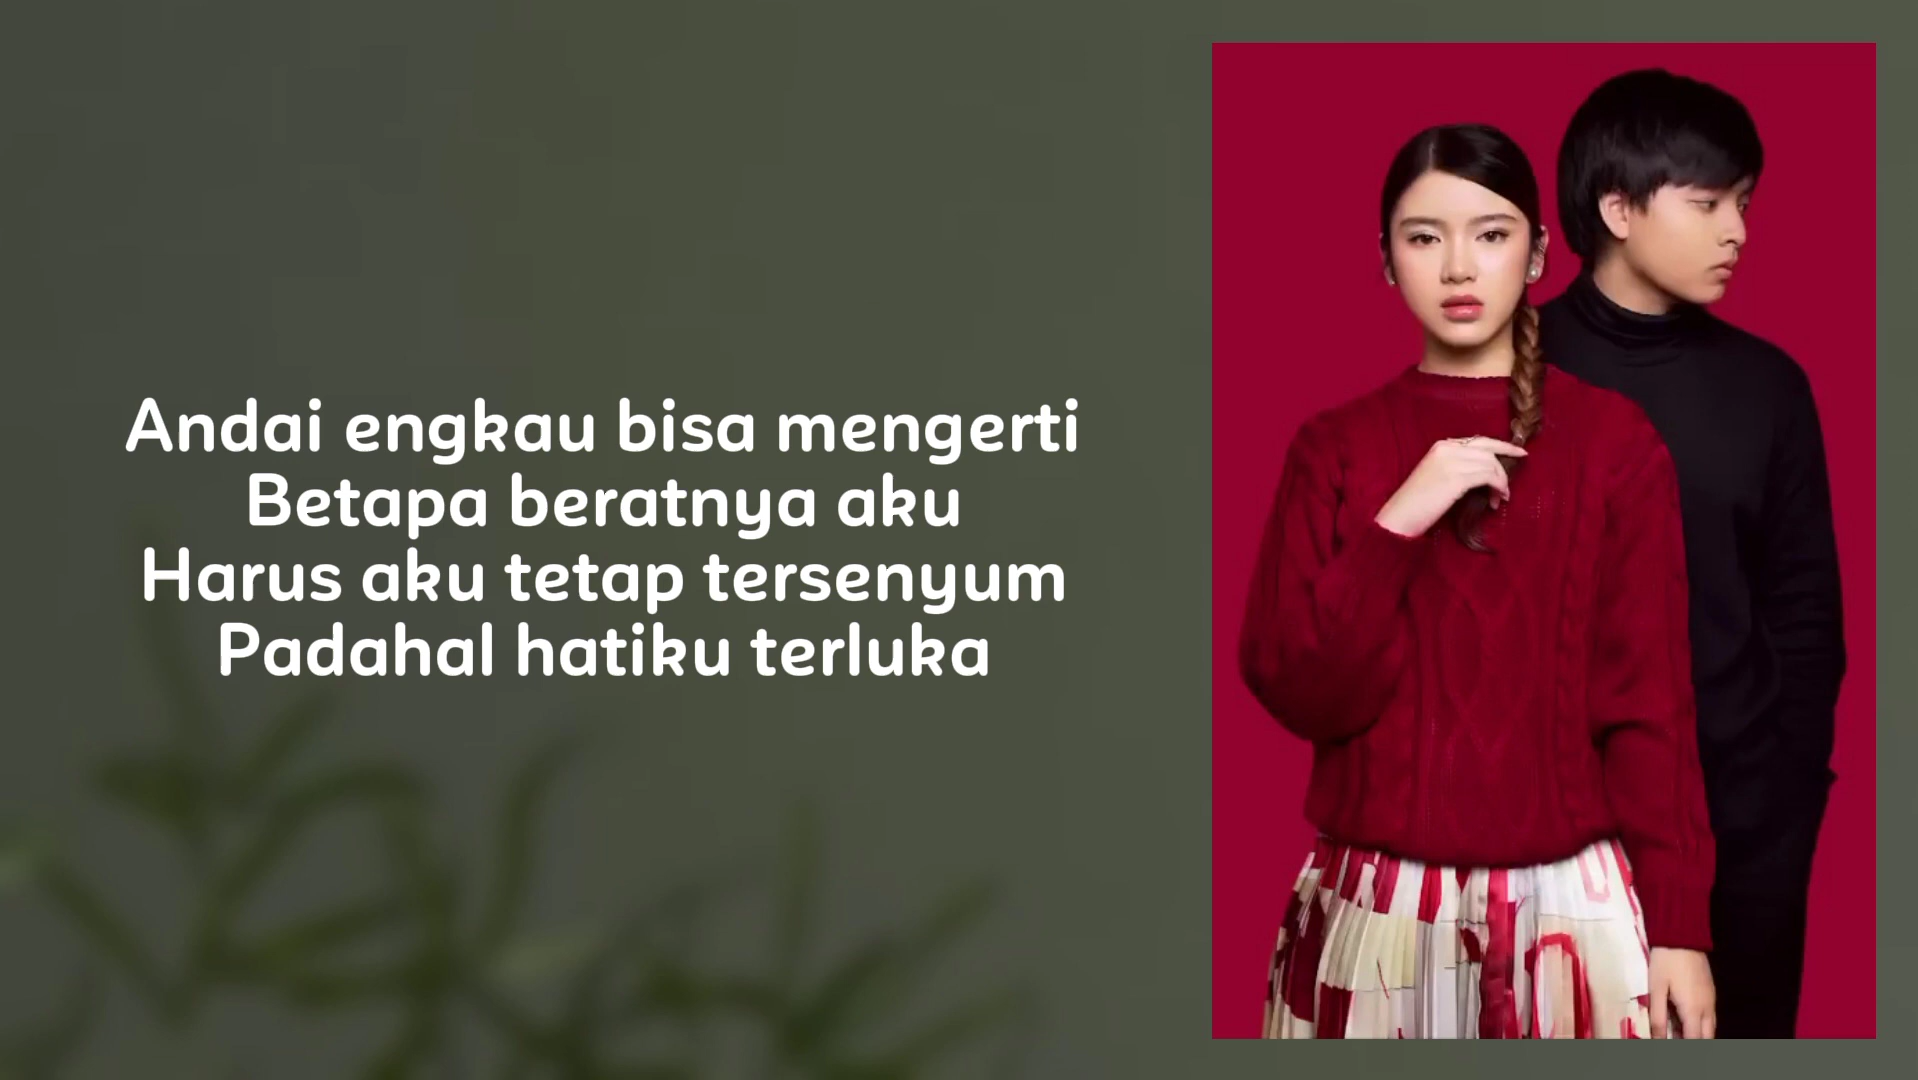 Andai engkau bisa mengerti
Betapa beratnya aku
Harus aku tetap tersenyum
Padahal hatiku terluka